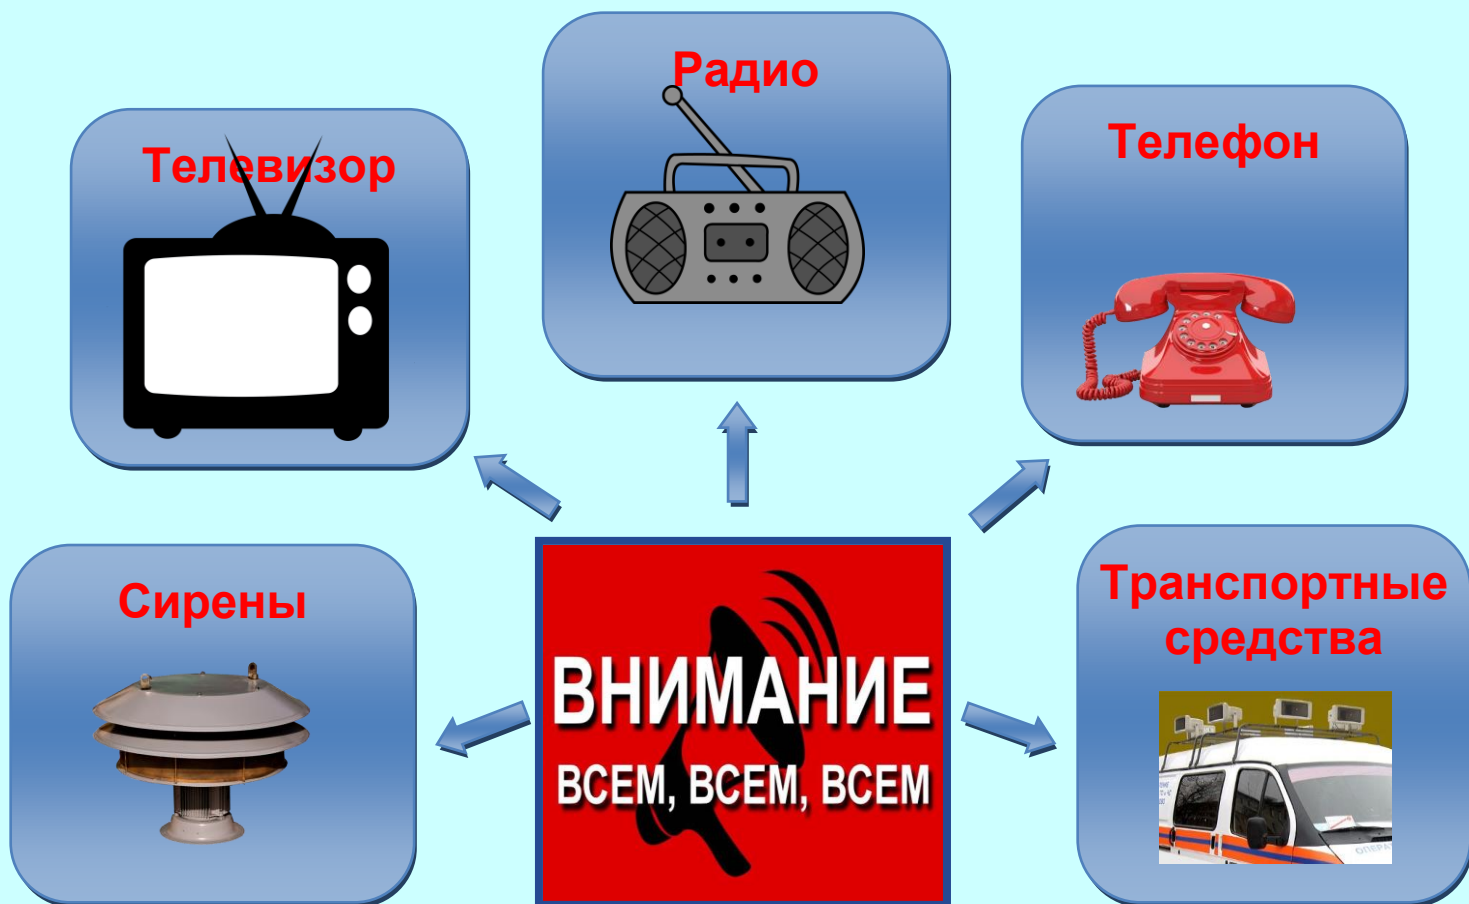 Радио
Телевизор
Телефон
Сирены
Транспортные
средства
ВНИМАНИЕ
ВСЕМ, ВСЕМ, ВСЕМ